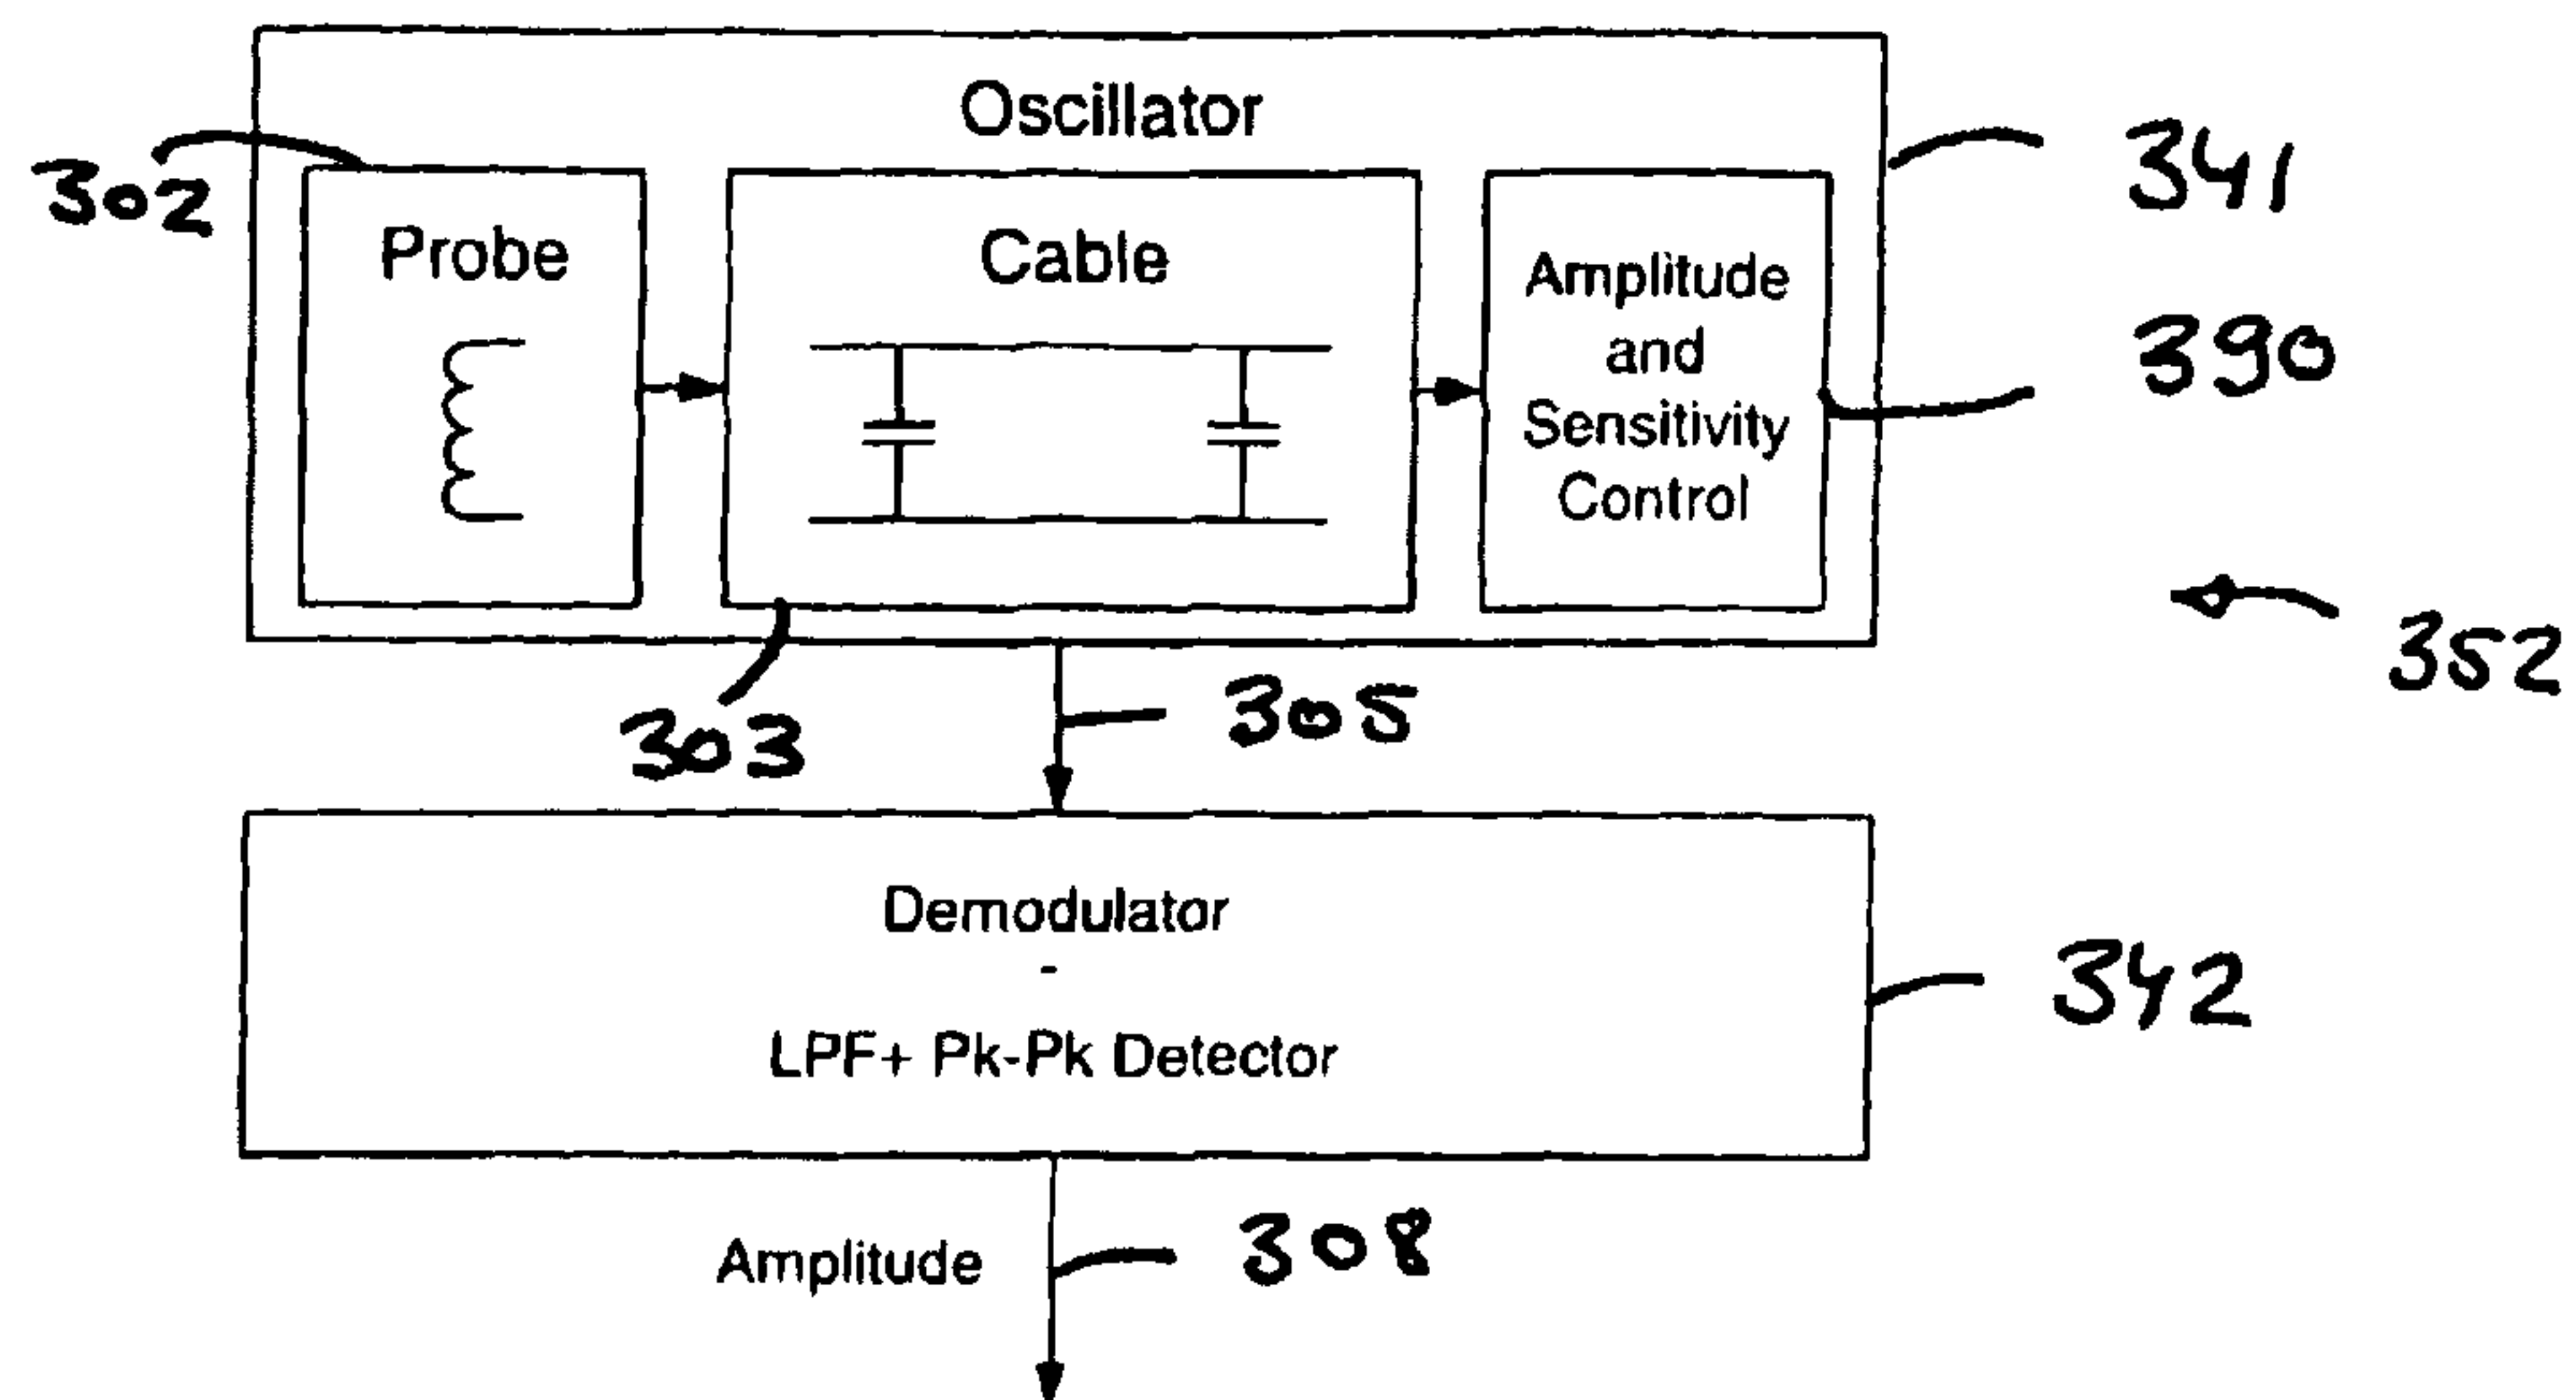 Oscillator
302
Probe
Cable
Amplitude
and
Sensitivity
Control
341
390
352
303
305
Demodulator
-
LPF+ Pk-Pk Detector
342
Amplitude
308